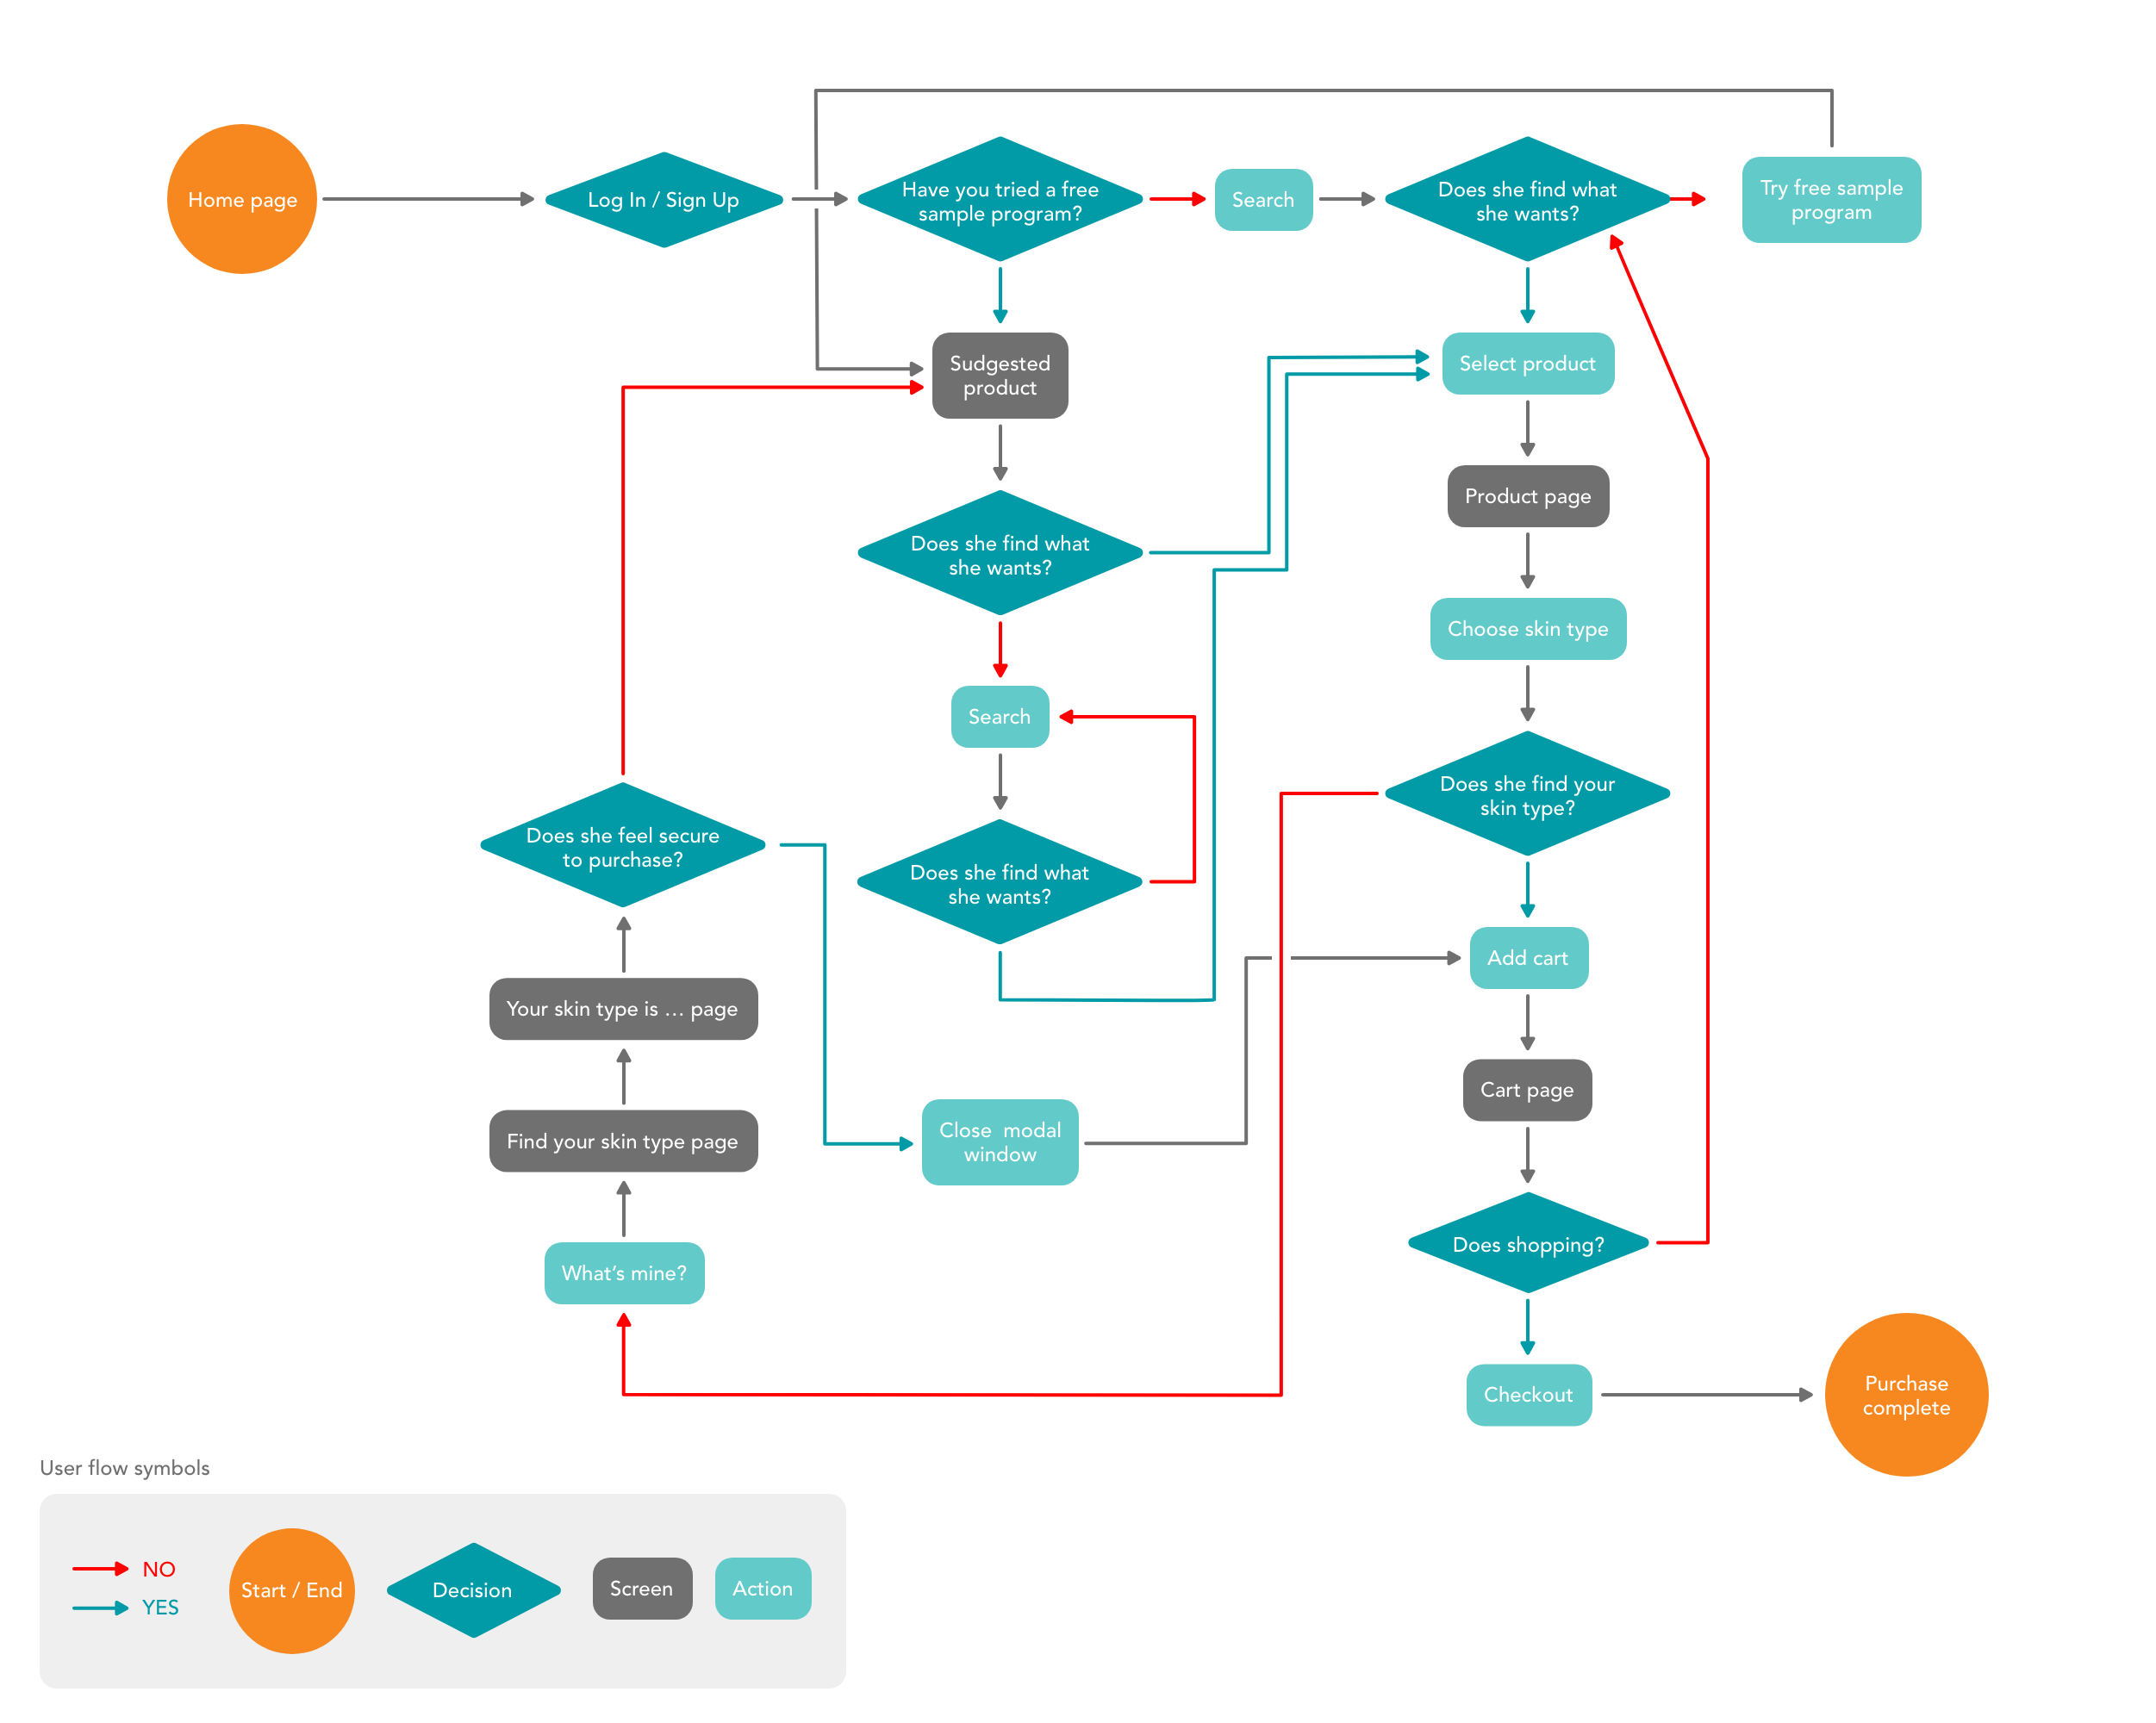 Home page
Log In / Sign Up
Have you tried a free
sample program?
Search
Does she find what
she wants?
Try free sample
program
Sudgested
product
Select product
Product page
Does she find what
she wants?
Choose skin type
Search
Does she find your
skin type?
Does she feel secure
to purchase?
Does she find what
she wants?
Add cart
Your skin type is ... page
Cart page
Find your skin type page
Close  modal
window
Does shopping?
What's mine?
Checkout
Purchase
complete
User flow symbols
NO
YES
Start / End
Decision
Screen
Action